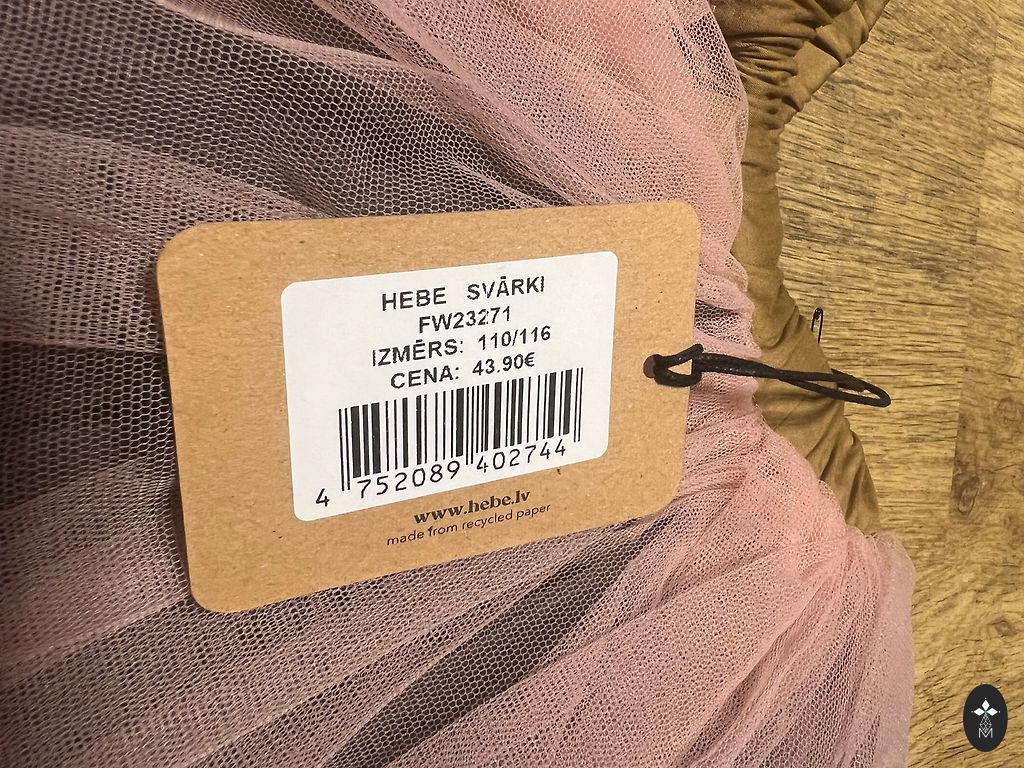 HEBE SVĀRKI
FW23271
IZMĒRS: 110/116
CENA: 43.90€
4 752089 402744
www.hebe.lv
made from recycled paper
M